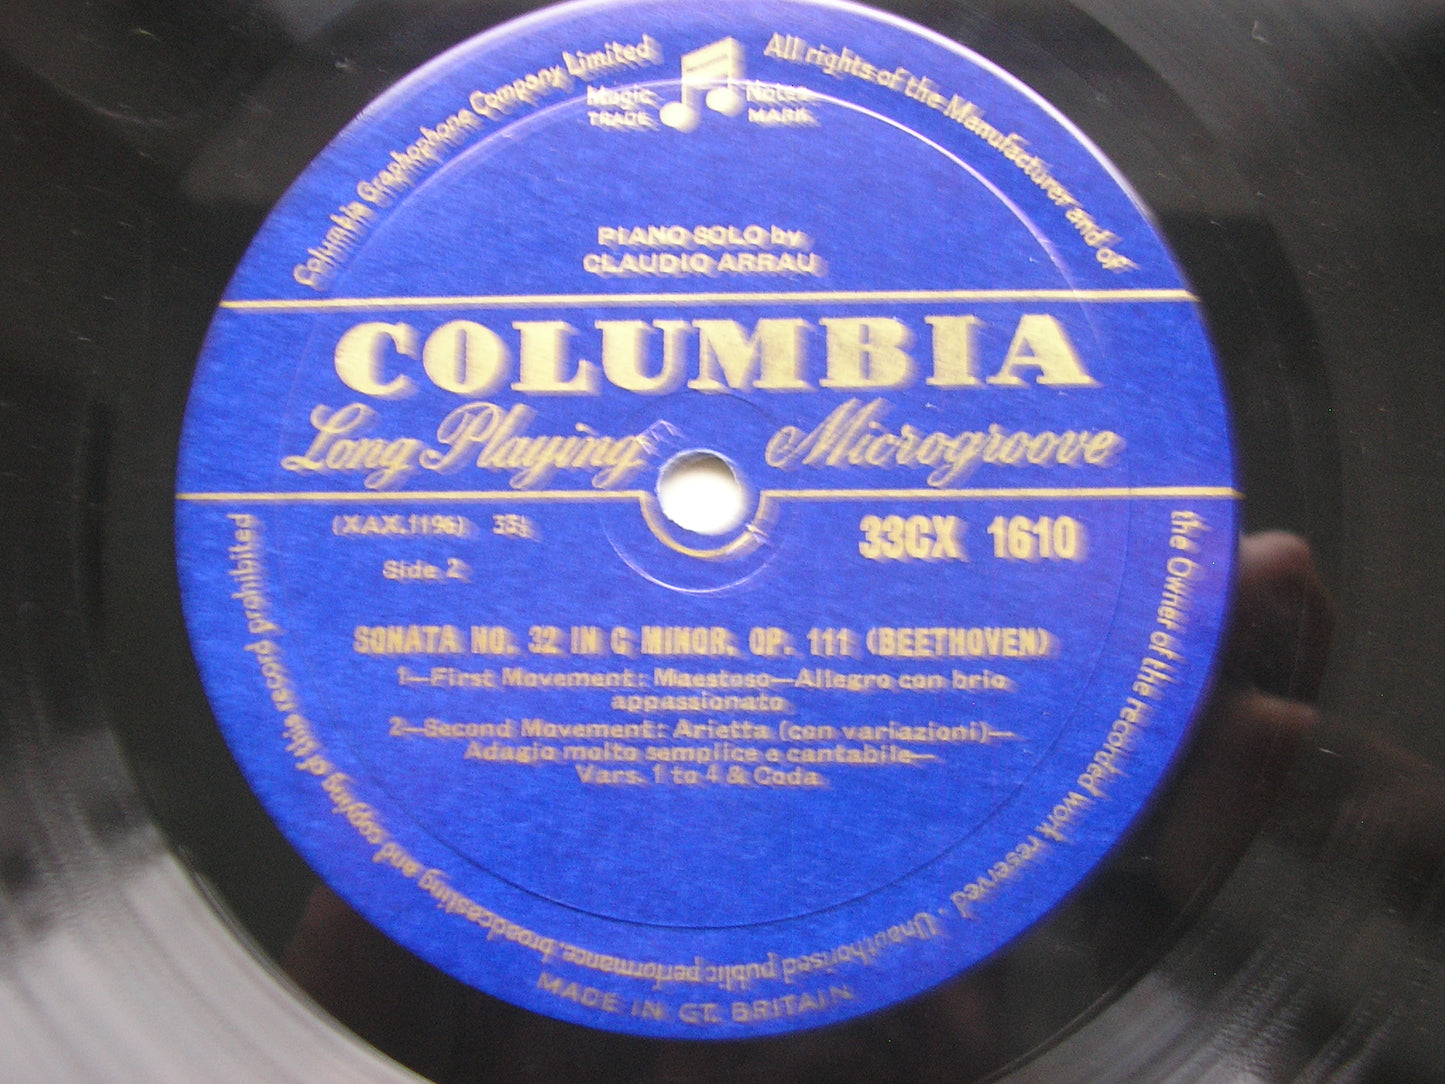 Columbia Graphophone Company Limited
Magic Notes
TRADE MARK
All rights of the Manufacturer and of
the Owner of the recorded work reserved · Unauthorised public performance, broadcasting and copying of this record prohibited
PIANO SOLO by
CLAUDIO ARRAU
COLUMBIA
Long Playing Microgroove
(XAX.1196) 33⅓ 33CX 1610
Side 2
SONATA NO. 32 IN C MINOR, OP. 111 (BEETHOVEN)
1—First Movement: Maestoso—Allegro con brio
appassionato
2—Second Movement: Arietta (con variazioni)—
Adagio molto semplice e cantabile—
Vars. 1 to 4 & Coda
MADE IN GT. BRITAIN